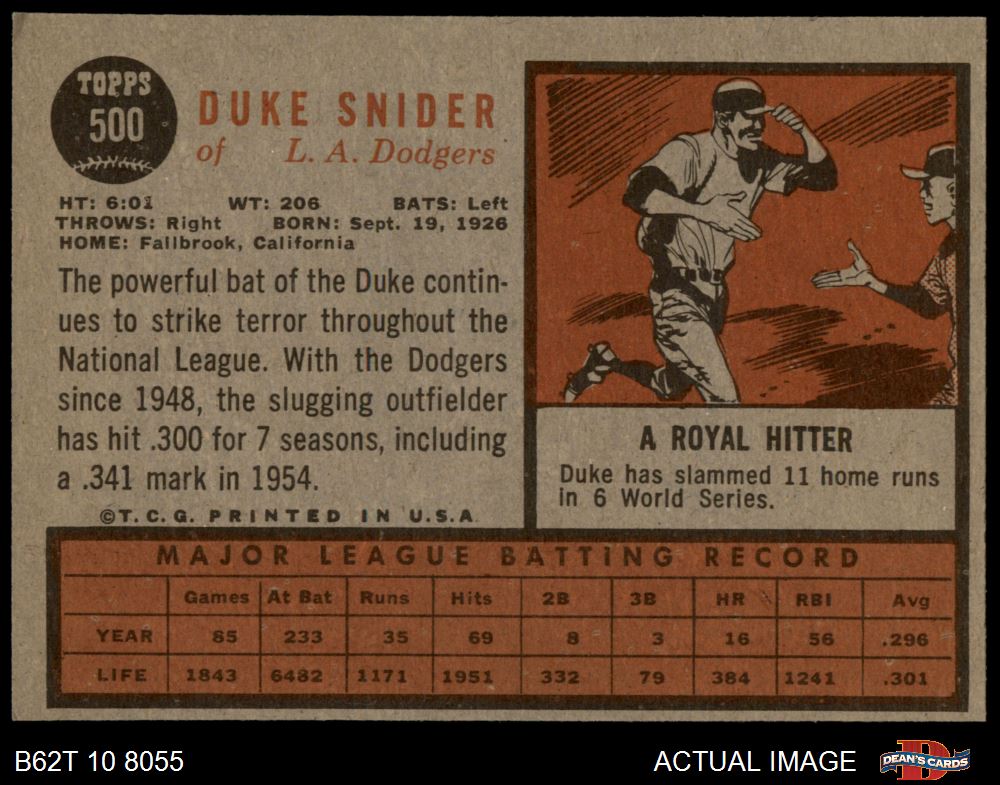 TOPPS
500
DUKE SNIDER
of L. A. Dodgers
HT: 6:01 WT: 206 BATS: Left
THROWS: Right BORN: Sept. 19, 1926
HOME: Fallbrook, California
The powerful bat of the Duke contin-
ues to strike terror throughout the
National League. With the Dodgers
since 1948, the slugging outfielder
has hit .300 for 7 seasons, including
a .341 mark in 1954.
©T. C. G. PRINTED IN U.S.A.
A ROYAL HITTER
Duke has slammed 11 home runs
in 6 World Series.
MAJOR LEAGUE BATTING RECORD
Games At Bat Runs Hits 2B 3B HR RBI Avg
YEAR 85 233 35 69 8 3 16 56 .296
LIFE 1843 6482 1171 1951 332 79 384 1241 .301
B62T 10 8055
ACTUAL IMAGE
D
DEAN'S CARDS